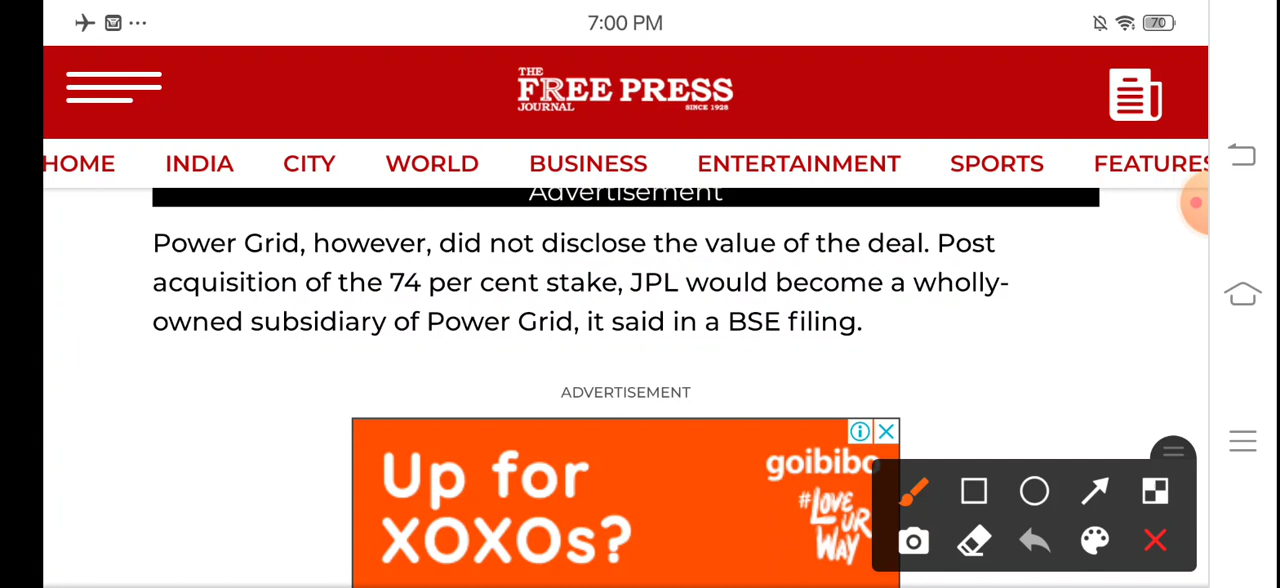 7:00 PM
70
THE
FREE PRESS
JOURNAL
SINCE 1928
HOME INDIA CITY WORLD BUSINESS ENTERTAINMENT SPORTS FEATURES
Advertisement
Power Grid, however, did not disclose the value of the deal. Post
acquisition of the 74 per cent stake, JPL would become a wholly-
owned subsidiary of Power Grid, it said in a BSE filing.
ADVERTISEMENT
Up for
XOXOs?
goibibo
#LOVE
UR
WAY